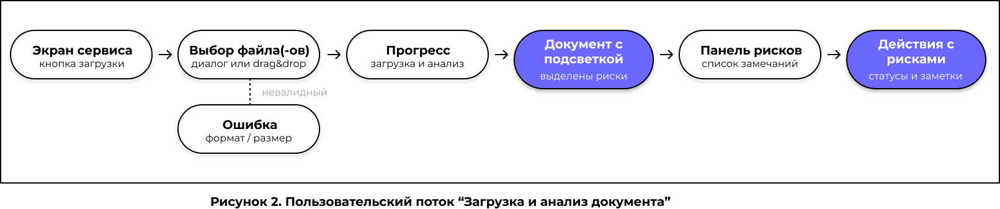 Экран сервиса
кнопка загрузки
Выбор файла(-ов)
диалог или drag&drop
Прогресс
загрузка и анализ
Документ с
подсветкой
выделены риски
Панель рисков
список замечаний
Действия с
рисками
статусы и заметки
невалидный
Ошибка
формат / размер
Рисунок 2. Пользовательский поток “Загрузка и анализ документа”